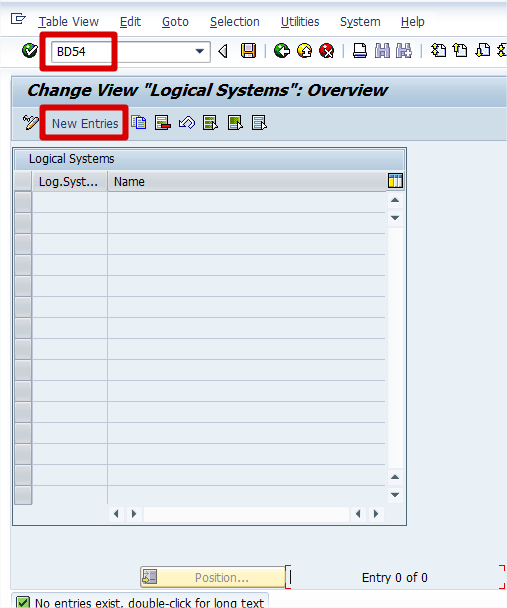 Table View Edit Goto Selection Utilities System Help
BD54
Change View "Logical Systems": Overview
New Entries
Logical Systems
Log.Syst... Name
Position... Entry 0 of 0
No entries exist, double-click for long text